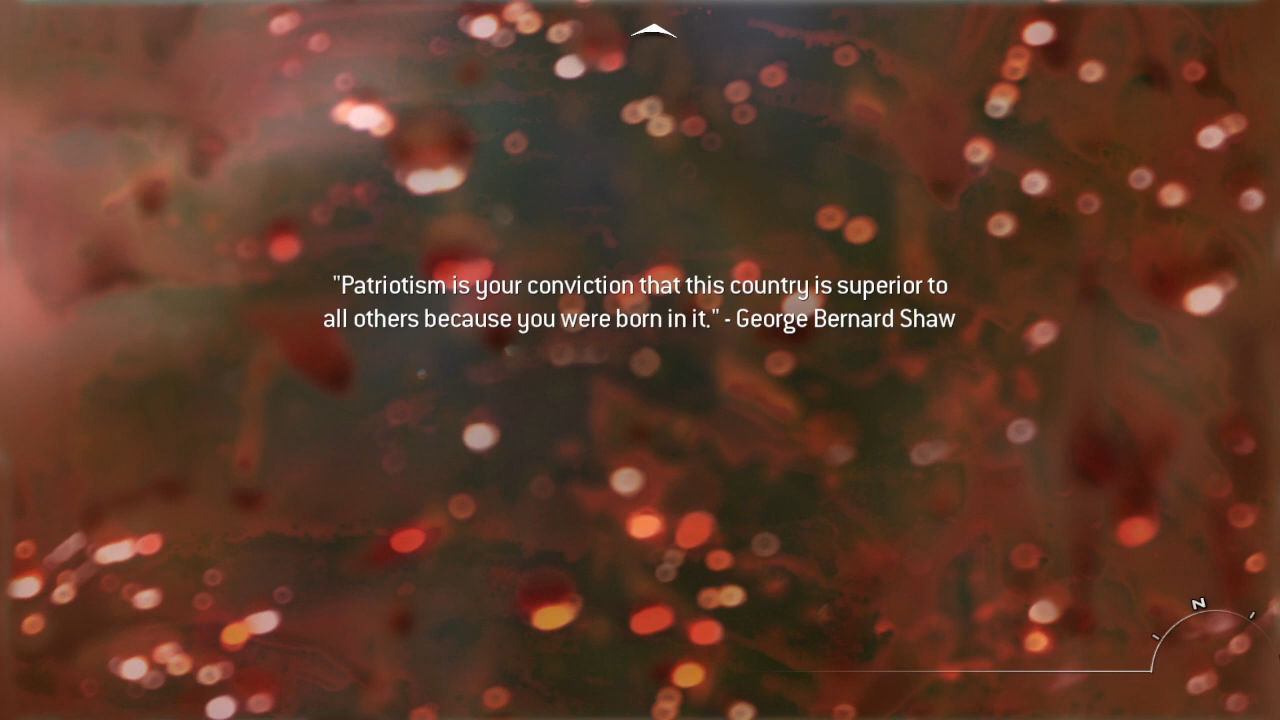 "Patriotism is your conviction that this country is superior to
all others because you were born in it." - George Bernard Shaw
N